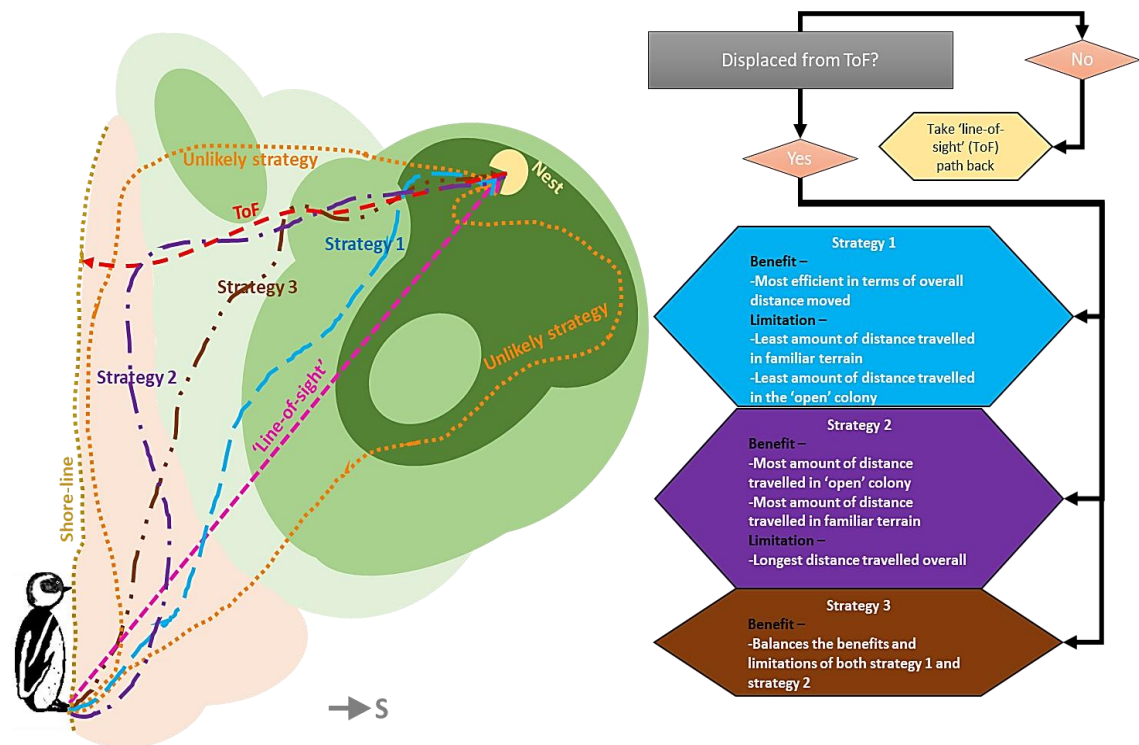 Unlikely strategy
Nest
ToF
Strategy 1
Strategy 3
Unlikely strategy
Strategy 2
'Line-of-sight'
Shore-line
S
Displaced from ToF?
No
Yes
Take 'line-
of-
sight' (ToF)
path back
Strategy 1
Benefit –
-Most efficient in terms of overall
distance moved
Limitation –
-Least amount of distance travelled
in familiar terrain
-Least amount of distance travelled
in the 'open' colony
Strategy 2
Benefit –
-Most amount of distance
travelled in 'open' colony
-Most amount of distance
travelled in familiar terrain
Limitation –
-Longest distance travelled overall
Strategy 3
Benefit –
-Balances the benefits and
limitations of both strategy 1 and
strategy 2